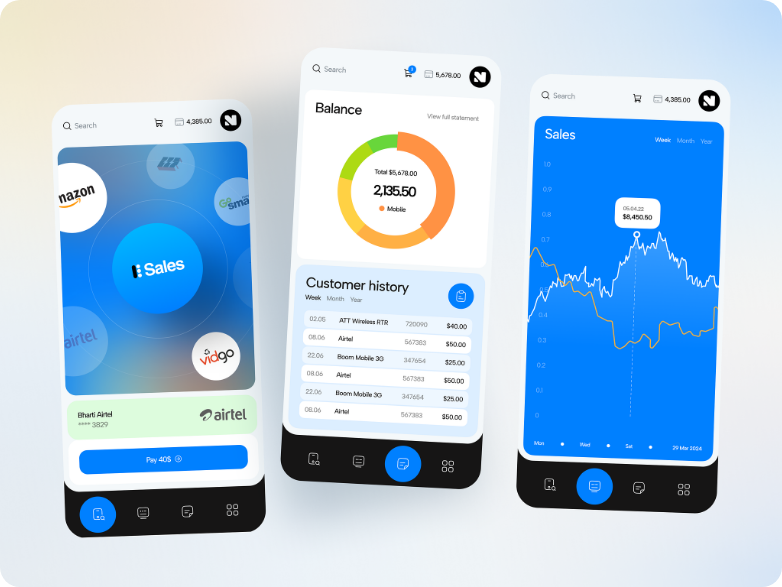 Search
4,385.00
N
azon
Sales
airtel
vidgo
Bharti Airtel
**** 3829
airtel
Pay 40$
Search
1
5,678.00
N
Balance
View full statement
Total $5,678.00
2,135.50
Mobile
Customer history
Week Month Year
02.05 ATT Wireless RTR 720090 $40.00
08.06 Airtel 567383 $50.00
22.06 Boom Mobile 3G 347654 $25.00
08.06 Airtel 567383 $50.00
22.06 Boom Mobile 3G 347654 $25.00
08.06 Airtel 567383 $50.00
Search
4,385.00
N
Sales
Week Month Year
1.0
0.9
0.8
05.04.22
$8,450.50
0.7
0.6
0.5
0.4
0.3
0.2
0.1
0
Mon Wed Sat 29 Mar 2024